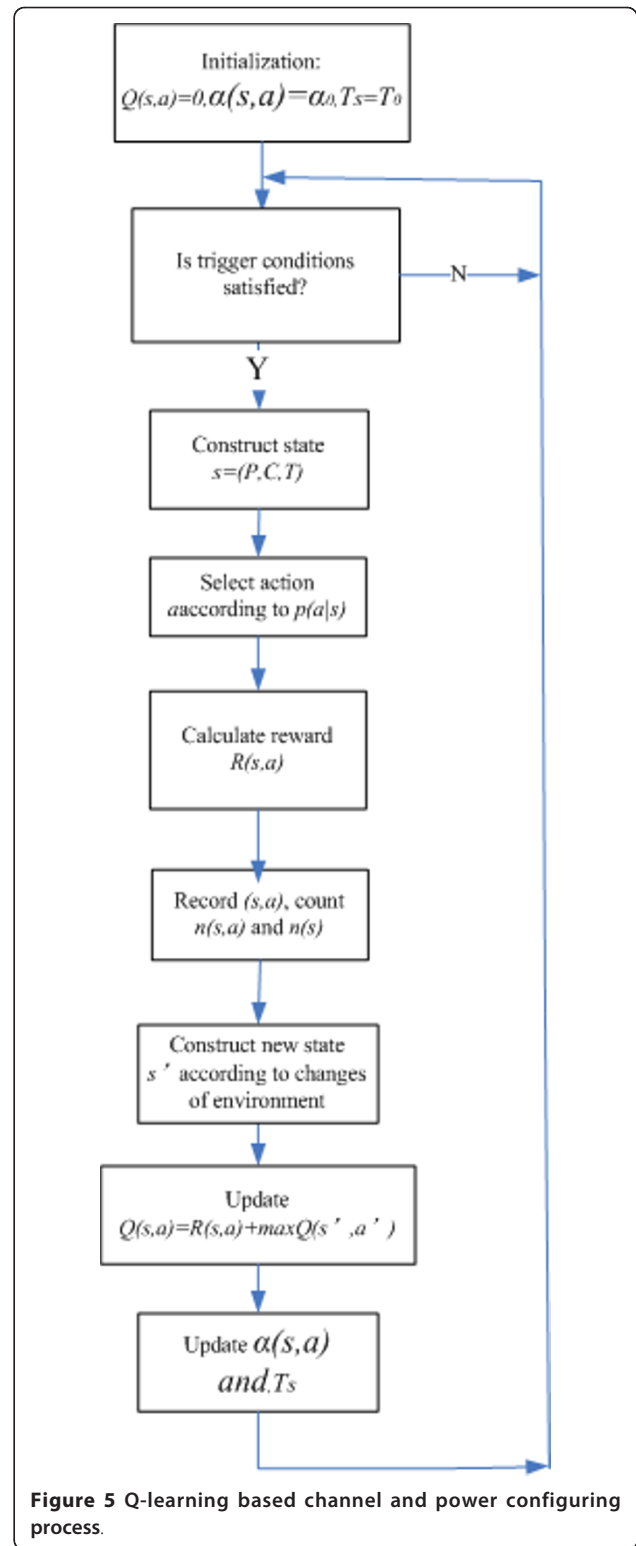 Initialization:
Q(s,a)=0,α(s,a)=α₀,Ts=T₀
Is trigger conditions
satisfied?
N
Y
Construct state
s=(P,C,T)
Select action
aaccording to p(a|s)
Calculate reward
R(s,a)
Record (s,a), count
n(s,a) and n(s)
Construct new state
s ′ according to changes
of environment
Update
Q(s,a)=R(s,a)+maxQ(s ′ ,a ′ )
Update α(s,a)
and,Ts
Figure 5 Q-learning based channel and power configuring
process.